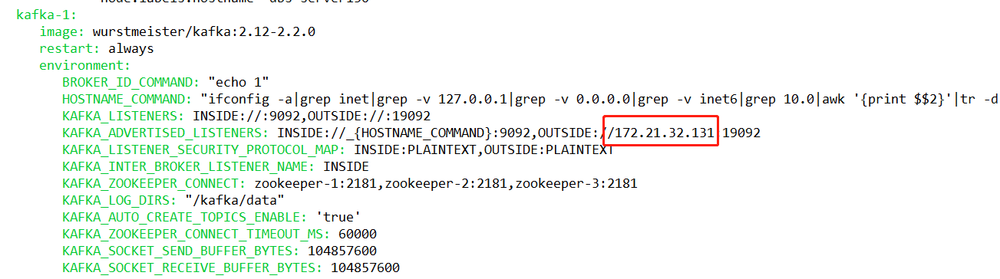 kafka-1:
image: wurstmeister/kafka:2.12-2.2.0
restart: always
environment:
BROKER_ID_COMMAND: "echo 1"
HOSTNAME_COMMAND: "ifconfig -a|grep inet|grep -v 127.0.0.1|grep -v 0.0.0.0|grep -v inet6|grep 10.0|awk '{print $$2}'|tr -d
KAFKA_LISTENERS: INSIDE://:9092,OUTSIDE://:19092
KAFKA_ADVERTISED_LISTENERS: INSIDE://_{HOSTNAME_COMMAND}:9092,OUTSIDE://172.21.32.131 19092
KAFKA_LISTENER_SECURITY_PROTOCOL_MAP: INSIDE:PLAINTEXT,OUTSIDE:PLAINTEXT
KAFKA_INTER_BROKER_LISTENER_NAME: INSIDE
KAFKA_ZOOKEEPER_CONNECT: zookeeper-1:2181,zookeeper-2:2181,zookeeper-3:2181
KAFKA_LOG_DIRS: "/kafka/data"
KAFKA_AUTO_CREATE_TOPICS_ENABLE: 'true'
KAFKA_ZOOKEEPER_CONNECT_TIMEOUT_MS: 60000
KAFKA_SOCKET_SEND_BUFFER_BYTES: 104857600
KAFKA_SOCKET_RECEIVE_BUFFER_BYTES: 104857600